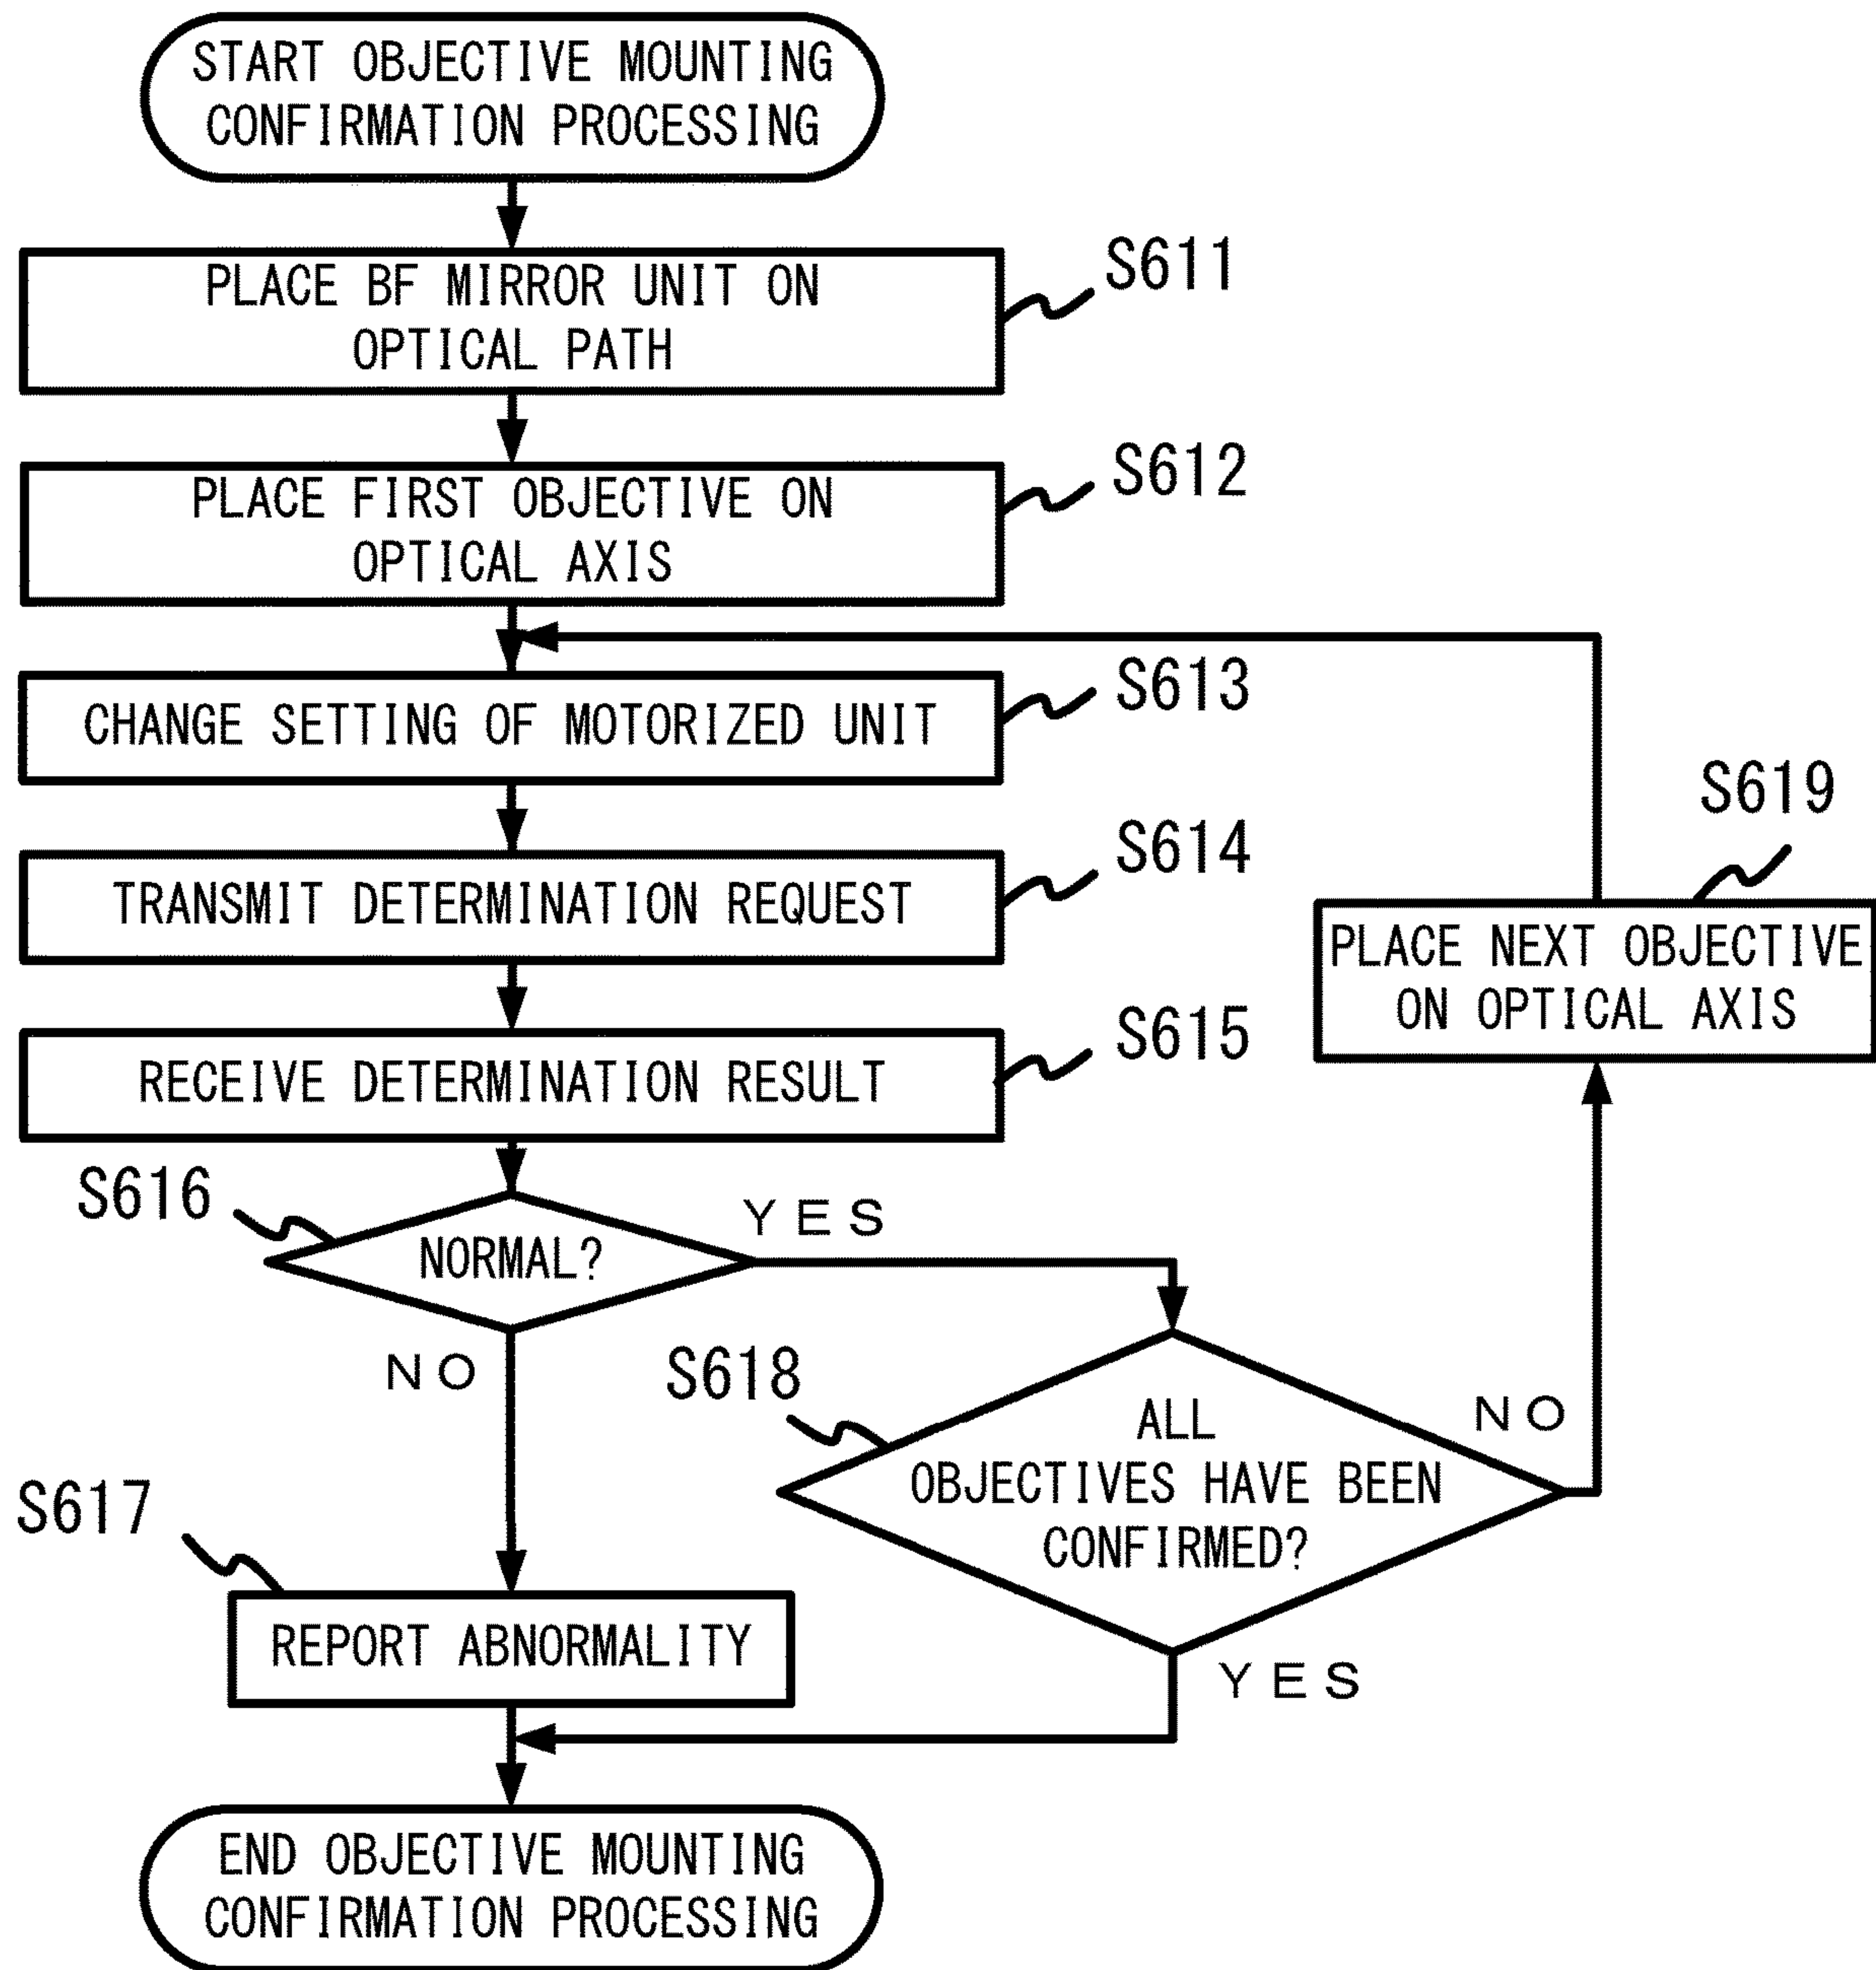 START OBJECTIVE MOUNTING
CONFIRMATION PROCESSING
PLACE BF MIRROR UNIT ON
OPTICAL PATH
S611
PLACE FIRST OBJECTIVE ON
OPTICAL AXIS
S612
CHANGE SETTING OF MOTORIZED UNIT
S613
TRANSMIT DETERMINATION REQUEST
S614
RECEIVE DETERMINATION RESULT
S615
S616
NORMAL?
YES
NO
S618
ALL
OBJECTIVES HAVE BEEN
CONFIRMED?
NO
YES
S619
PLACE NEXT OBJECTIVE
ON OPTICAL AXIS
S617
REPORT ABNORMALITY
END OBJECTIVE MOUNTING
CONFIRMATION PROCESSING